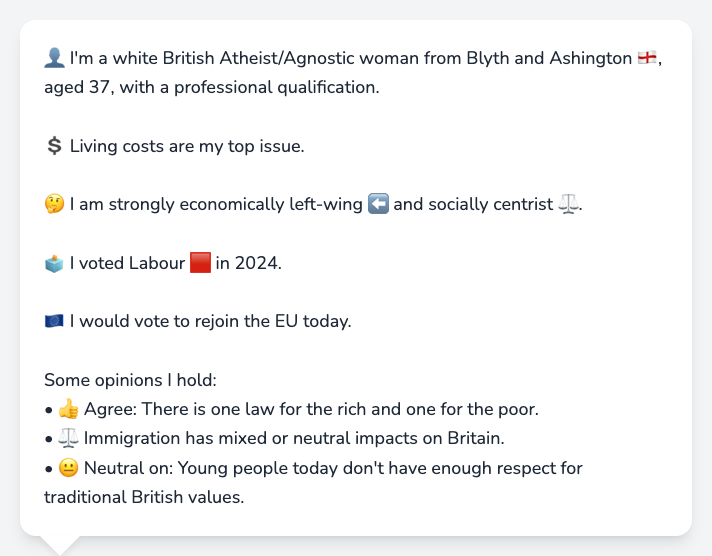 👤 I'm a white British Atheist/Agnostic woman from Blyth and Ashington 🏴󠁧󠁢󠁥󠁮󠁧󠁿,
aged 37, with a professional qualification.
💲 Living costs are my top issue.
🤔 I am strongly economically left-wing ⬅️ and socially centrist ⚖️.
🗳️ I voted Labour 🟥 in 2024.
🇪🇺 I would vote to rejoin the EU today.
Some opinions I hold:
• 👍 Agree: There is one law for the rich and one for the poor.
• ⚖️ Immigration has mixed or neutral impacts on Britain.
• 😐 Neutral on: Young people today don't have enough respect for
traditional British values.